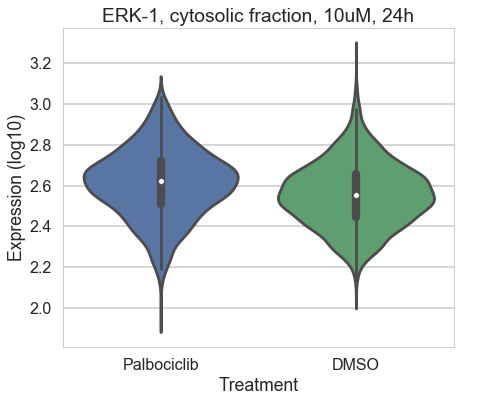 ERK-1, cytosolic fraction, 10uM, 24h
Expression (log10)
3.2
3.0
2.8
2.6
2.4
2.2
2.0
Palbociclib
DMSO
Treatment